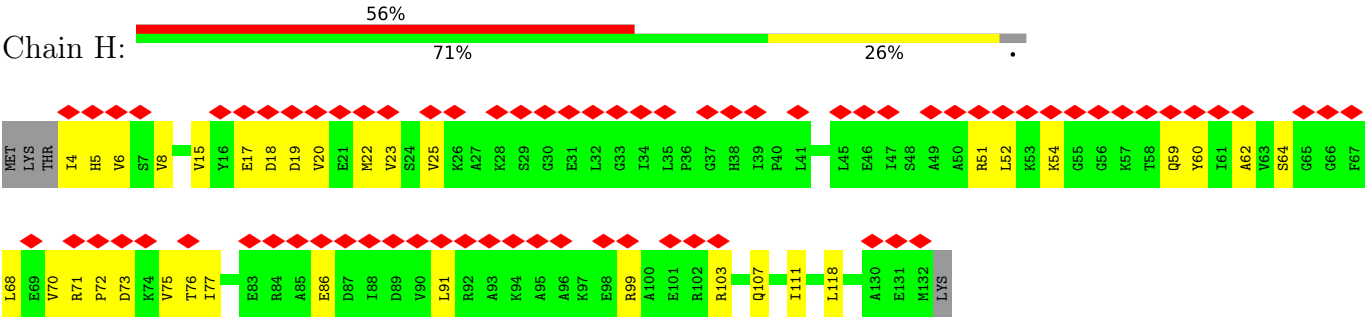 56%
Chain H:
71% 26% .
MET LYS THR I4 H5 V6 S7 V8 V15 Y16 E17 D18 D19 V20 E21 M22 V23 S24 V25 K26 A27 K28 S29 G30 E31 L32 G33 I34 L35 P36 G37 H38 I39 P40 L41 L45 E46 I47 S48 A49 A50 R51 L52 K53 K54 G55 G56 K57 T58 Q59 Y60 I61 A62 V63 S64 G65 G66 F67
L68 E69 V70 R71 P72 D73 K74 V75 T76 I77 E83 R84 A85 E86 D87 I88 D89 V90 L91 R92 A93 K94 A95 A96 K97 E98 R99 A100 E101 R102 R103 Q107 I111 L118 A130 E131 M132 LYS